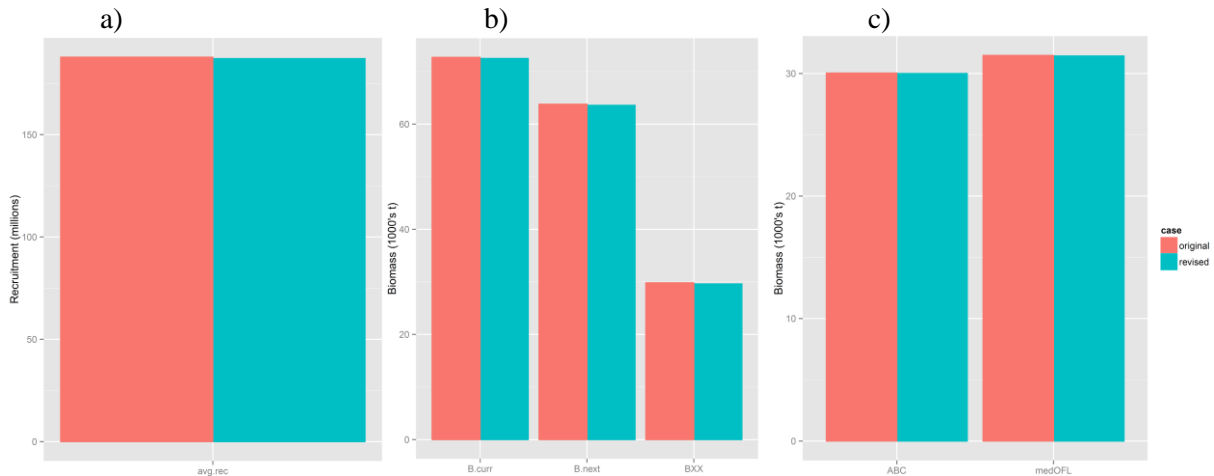 a)
Recruitment (millions)
150
100
50
0
avg.rec
b)
Biomass (1000's t)
60
40
20
0
B.curr
B.next
BXX
c)
Biomass (1000's t)
30
20
10
0
ABC
medOFL
case
original
revised